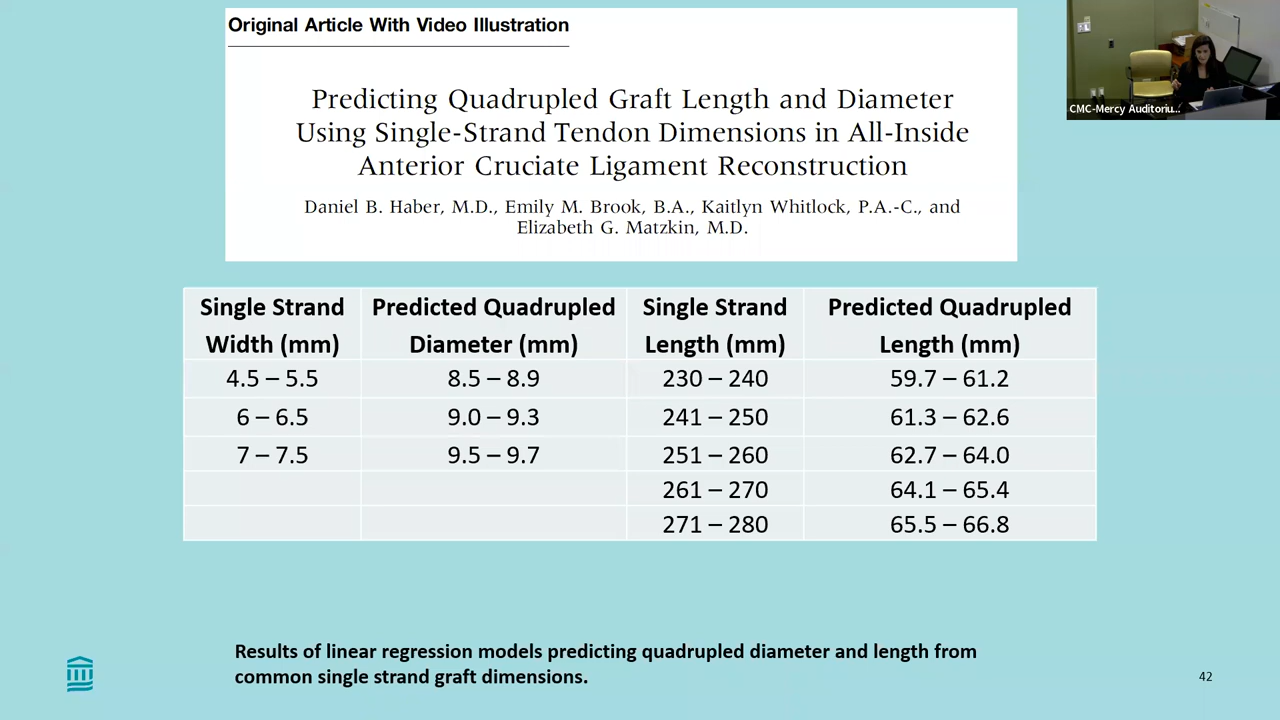 Original Article With Video Illustration
Predicting Quadrupled Graft Length and Diameter
Using Single-Strand Tendon Dimensions in All-Inside
Anterior Cruciate Ligament Reconstruction
Daniel B. Haber, M.D., Emily M. Brook, B.A., Kaitlyn Whitlock, P.A.-C., and
Elizabeth G. Matzkin, M.D.
CMC-Mercy Auditoriu...
Single Strand Width (mm) Predicted Quadrupled Diameter (mm) Single Strand Length (mm) Predicted Quadrupled Length (mm)
4.5 – 5.5 8.5 – 8.9 230 – 240 59.7 – 61.2
6 – 6.5 9.0 – 9.3 241 – 250 61.3 – 62.6
7 – 7.5 9.5 – 9.7 251 – 260 62.7 – 64.0
261 – 270 64.1 – 65.4
271 – 280 65.5 – 66.8
Results of linear regression models predicting quadrupled diameter and length from
common single strand graft dimensions.
42